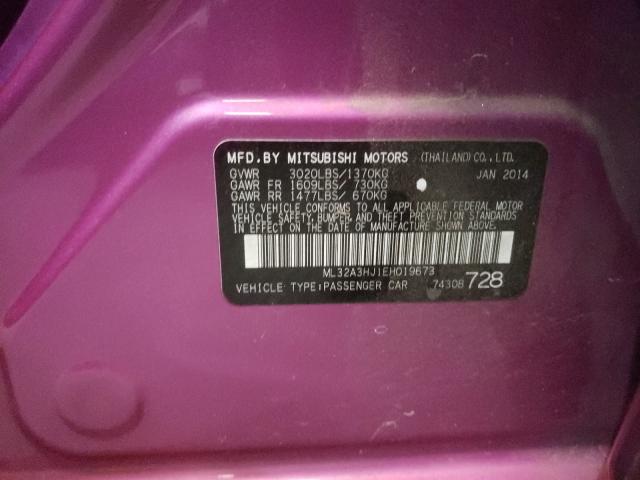 MFD.BY MITSUBISHI MOTORS (THAILAND)CO.,LTD.
GVWR 3020LBS/1370KG JAN 2014
GAWR FR 1609LBS/ 730KG
GAWR RR 1477LBS/ 670KG
THIS VEHICLE CONFORMS TO ALL APPLICABLE FEDERAL MOTOR
VEHICLE SAFETY, BUMPER, AND THEFT PREVENTION STANDARDS
IN EFFECT ON THE DATE OF MANUFACTURE SHOWN ABOVE.
ML32A3HJ1EH019673
VEHICLE TYPE:PASSENGER CAR 74308 728